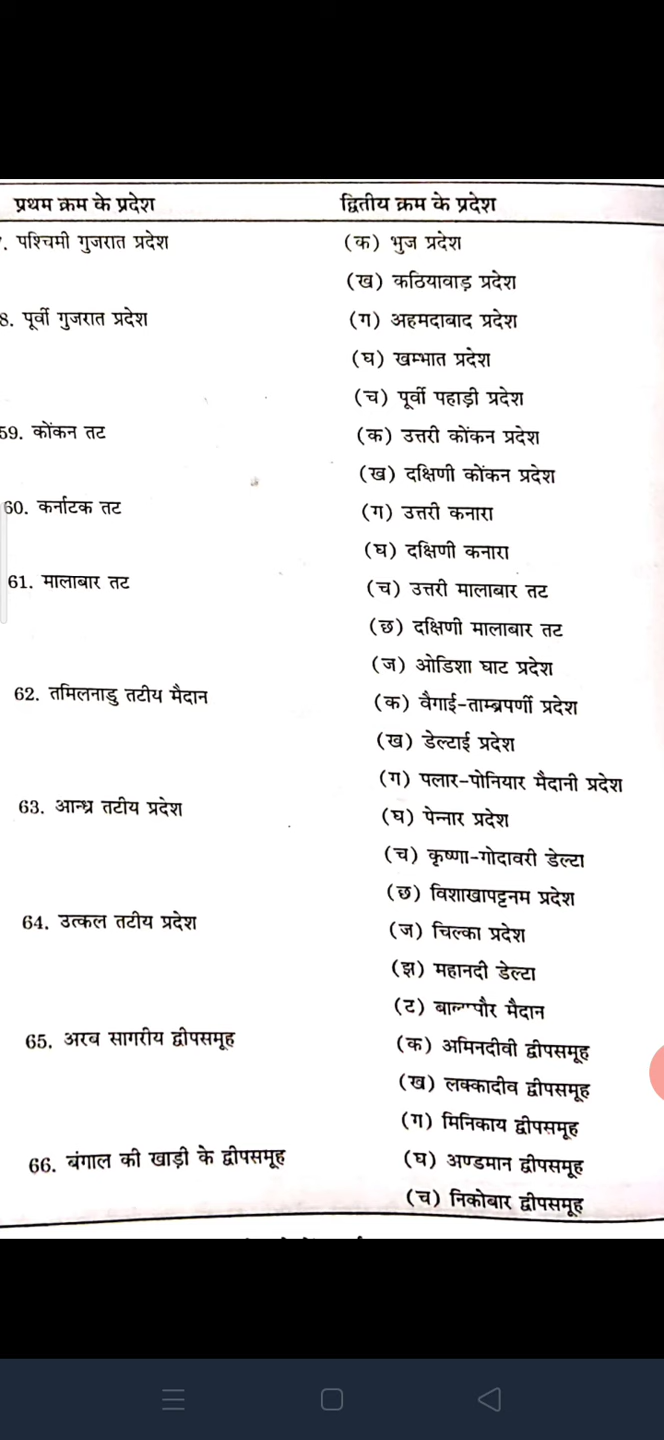 प्रथम क्रम के प्रदेश द्वितीय क्रम के प्रदेश
. पश्चिमी गुजरात प्रदेश (क) भुज प्रदेश
(ख) कठियावाड़ प्रदेश
8. पूर्वी गुजरात प्रदेश (ग) अहमदाबाद प्रदेश
(घ) खम्भात प्रदेश
(च) पूर्वी पहाड़ी प्रदेश
59. कोंकन तट (क) उत्तरी कोंकन प्रदेश
(ख) दक्षिणी कोंकन प्रदेश
60. कर्नाटक तट (ग) उत्तरी कनारा
(घ) दक्षिणी कनारा
61. मालाबार तट (च) उत्तरी मालाबार तट
(छ) दक्षिणी मालाबार तट
(ज) ओडिशा घाट प्रदेश
62. तमिलनाडु तटीय मैदान (क) वैगाई-ताम्ब्रपर्णी प्रदेश
(ख) डेल्टाई प्रदेश
(ग) पलार-पोनियार मैदानी प्रदेश
63. आन्ध्र तटीय प्रदेश (घ) पेन्नार प्रदेश
(च) कृष्णा-गोदावरी डेल्टा
(छ) विशाखापट्टनम प्रदेश
64. उत्कल तटीय प्रदेश (ज) चिल्का प्रदेश
(झ) महानदी डेल्टा
(ट) मैदान
65. अरब सागरीय द्वीपसमूह (क) अमिनदीवी द्वीपसमूह
(ख) लक्कादीव द्वीपसमूह
(ग) मिनिकाय द्वीपसमूह
66. बंगाल की खाड़ी के द्वीपसमूह (घ) अण्डमान द्वीपसमूह
(च) निकोबार द्वीपसमूह